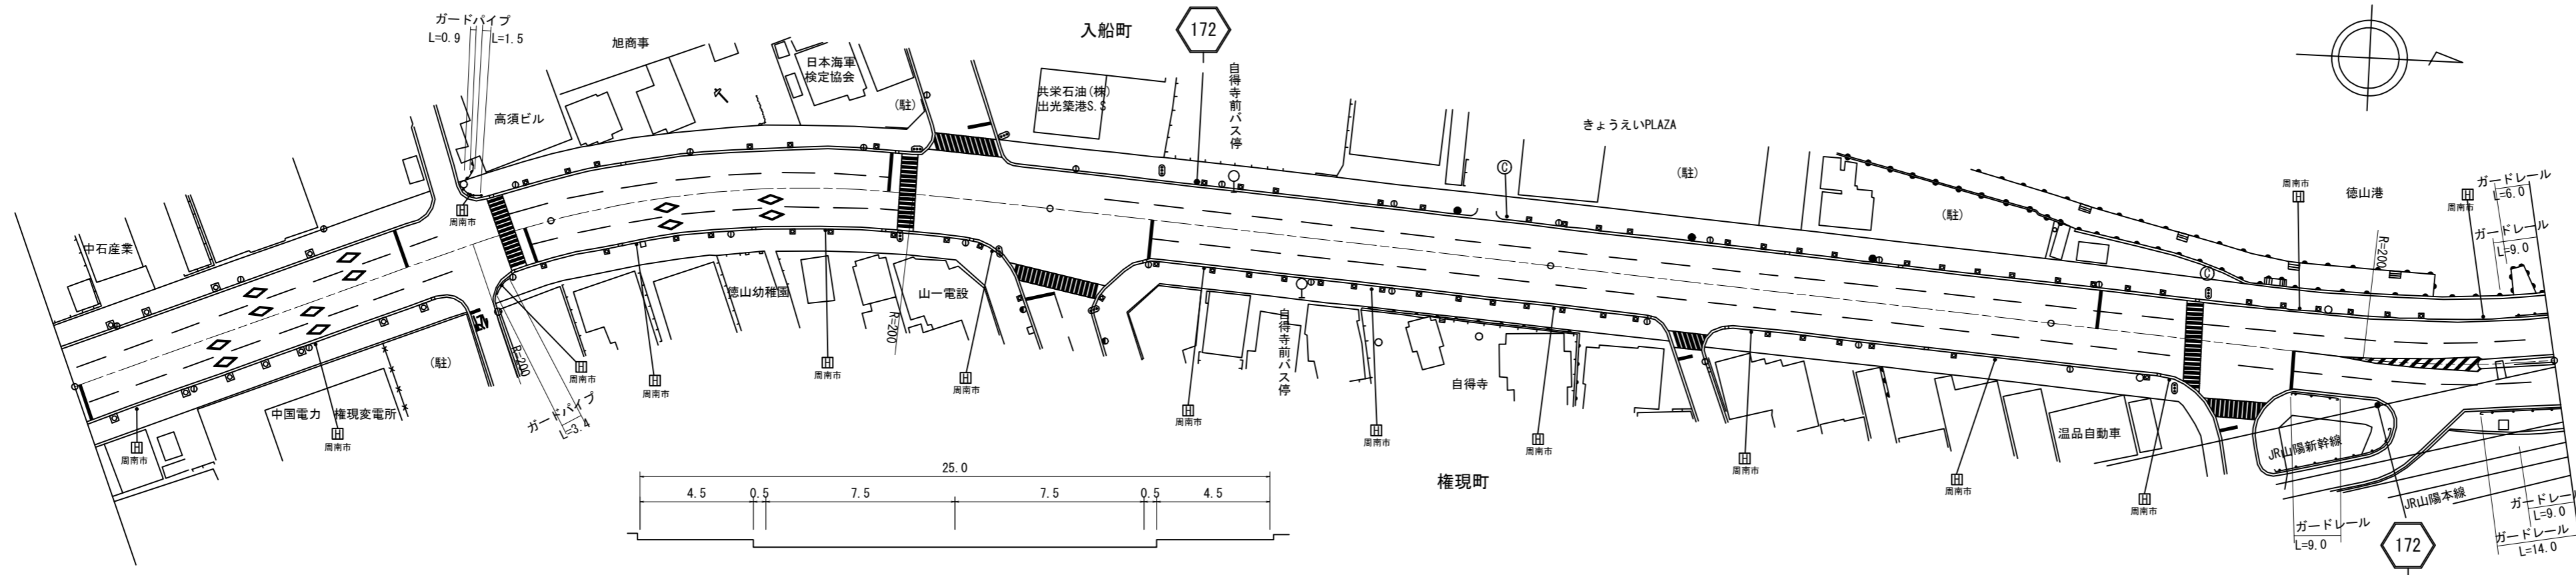 ガードパイプ
L=0.9
L=1.5
旭商事
日本海軍
検定協会
(駐)
高須ビル
入船町
172
自得寺前バス停
共栄石油(株)
出光築港S.S
きょうえいPLAZA
(駐)
(駐)
C
C
徳山港
H
周南市
H
周南市
ガードレール
L=6.0
ガードレール
L=9.0
R=200
中石産業
H
周南市
(駐)
中国電力 権現変電所
H
周南市
H
周南市
R=200
ガードパイプ
L=3.4
H
周南市
H
周南市
徳山幼稚園
H
周南市
山一電設
R=200
H
周南市
H
周南市
自得寺前バス停
H
周南市
自得寺
H
周南市
権現町
H
周南市
H
周南市
温品自動車
H
周南市
JR山陽新幹線
JR山陽本線
ガードレール
L=9.0
172
ガードレール
L=9.0
ガードレール
L=14.0
25.0
4.5
0.5
7.5
7.5
0.5
4.5